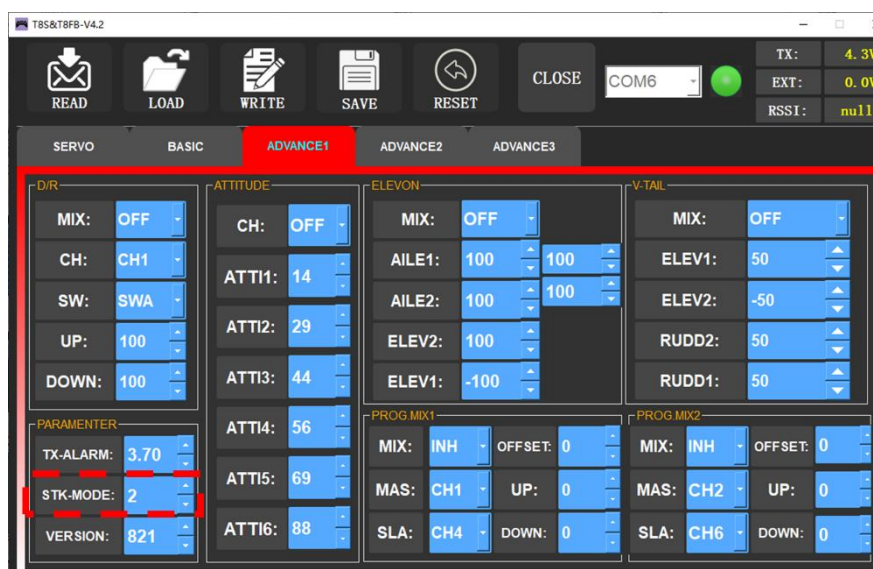 T8S&T8FB-V4.2
READ LOAD WRITE SAVE RESET CLOSE COM6
TX: 4.3V
EXT: 0.0V
RSSI: null
SERVO BASIC ADVANCE1 ADVANCE2 ADVANCE3
D/R
MIX: OFF
CH: CH1
SW: SWA
UP: 100
DOWN: 100
PARAMENTER
TX-ALARM: 3.70
STK-MODE: 2
VERSION: 821
ATTITUDE
CH: OFF
ATTI1: 14
ATTI2: 29
ATTI3: 44
ATTI4: 56
ATTI5: 69
ATTI6: 88
ELEVON
MIX: OFF
AILE1: 100 100
AILE2: 100 100
ELEV2: 100
ELEV1: -100
V-TAIL
MIX: OFF
ELEV1: 50
ELEV2: -50
RUDD2: 50
RUDD1: 50
PROG.MIX1
MIX: INH OFFSET: 0
MAS: CH1 UP: 0
SLA: CH4 DOWN: 0
PROG.MIX2
MIX: INH OFFSET: 0
MAS: CH2 UP: 0
SLA: CH6 DOWN: 0